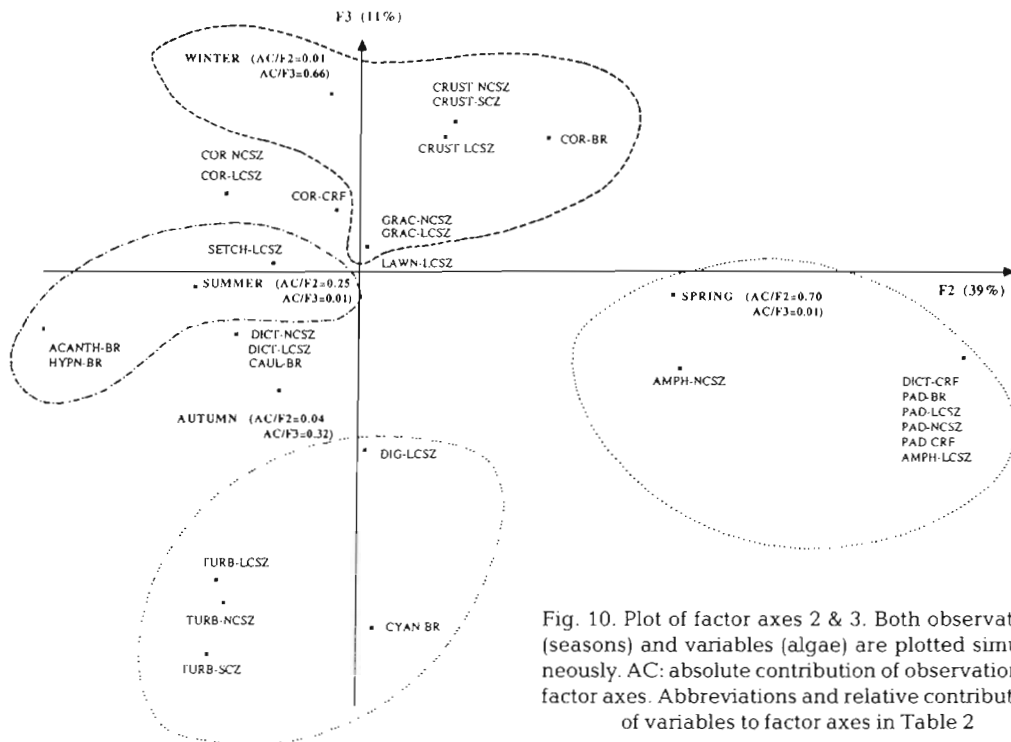 F3 (11%)
WINTER (AC/F2=0.01
AC/F3=0.66)
CRUST NCSZ
CRUST-SCZ
CRUST LCSZ
COR-BR
COR NCSZ
COR-LCSZ
COR-CRF
GRAC-NCSZ
GRAC-LCSZ
SETCH-LCSZ
LAWN-LCSZ
SUMMER (AC/F2=0.25
AC/F3=0.01)
F2 (39%)
SPRING (AC/F2=0.70
AC/F3=0.01)
ACANTH-BR
HYPN-BR
DICT-NCSZ
DICT-LCSZ
CAUL-BR
AMPH-NCSZ
DICT-CRF
PAD-BR
PAD-LCSZ
PAD-NCSZ
PAD CRF
AMPH-LCSZ
AUTUMN (AC/F2=0.04
AC/F3=0.32)
DIG-LCSZ
TURB-LCSZ
TURB-NCSZ
CYAN BR
TURB-SCZ
Fig. 10. Plot of factor axes 2 & 3. Both observat
(seasons) and variables (algae) are plotted simu
neously. AC: absolute contribution of observation
factor axes. Abbreviations and relative contribut
of variables to factor axes in Table 2